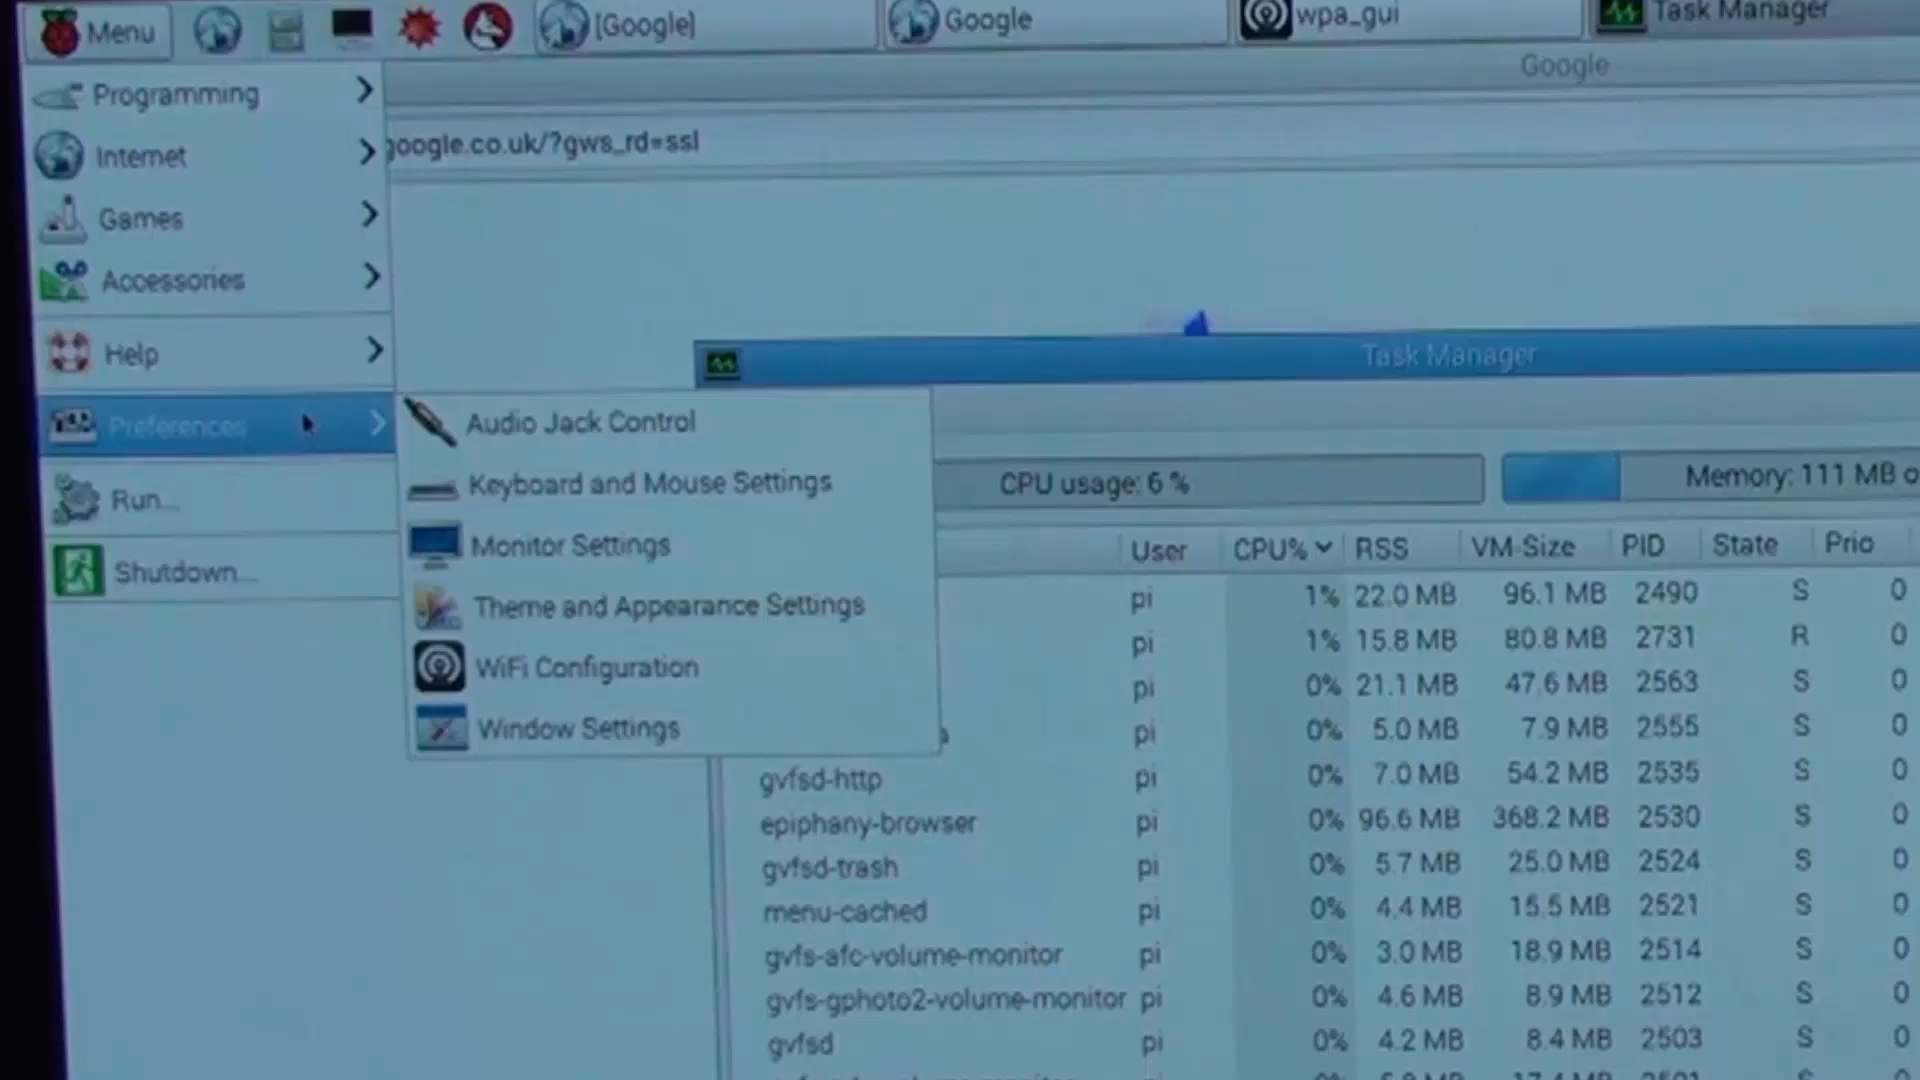 Menu [Google] Google wpa_gui Task Manager
Google
Programming
google.co.uk/?gws_rd=ssl
Internet
Games
Accessories
Help
Task Manager
Preferences
Audio Jack Control
Keyboard and Mouse Settings
Monitor Settings
Theme and Appearance Settings
WiFi Configuration
Window Settings
Run...
Shutdown...
CPU usage: 6 % Memory: 111 MB o
User CPU% RSS VM-Size PID State Prio
pi 1% 22.0 MB 96.1 MB 2490 S 0
pi 1% 15.8 MB 80.8 MB 2731 R 0
pi 0% 21.1 MB 47.6 MB 2563 S 0
pi 0% 5.0 MB 7.9 MB 2555 S 0
gvfsd-http pi 0% 7.0 MB 54.2 MB 2535 S 0
epiphany-browser pi 0% 96.6 MB 368.2 MB 2530 S 0
gvfsd-trash pi 0% 5.7 MB 25.0 MB 2524 S 0
menu-cached pi 0% 4.4 MB 15.5 MB 2521 S 0
gvfs-afc-volume-monitor pi 0% 3.0 MB 18.9 MB 2514 S 0
gvfs-gphoto2-volume-monitor pi 0% 4.6 MB 8.9 MB 2512 S 0
gvfsd pi 0% 4.2 MB 8.4 MB 2503 S 0